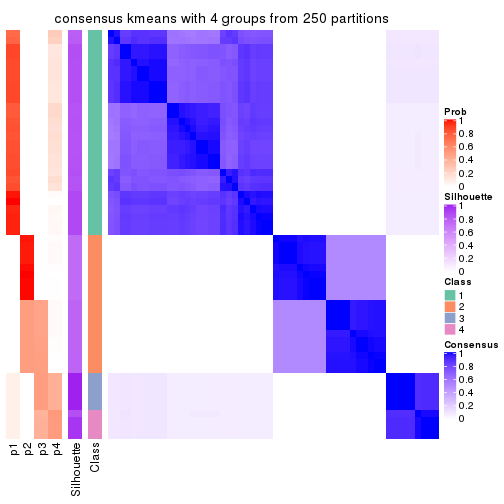 consensus kmeans with 4 groups from 250 partitions
Prob
1
0.8
0.6
0.4
0.2
0
Silhouette
1
0.8
0.6
0.4
0.2
0
Class
1
2
3
4
Consensus
1
0.8
0.6
0.4
0.2
0
p1
p2
p3
p4
Silhouette
Class